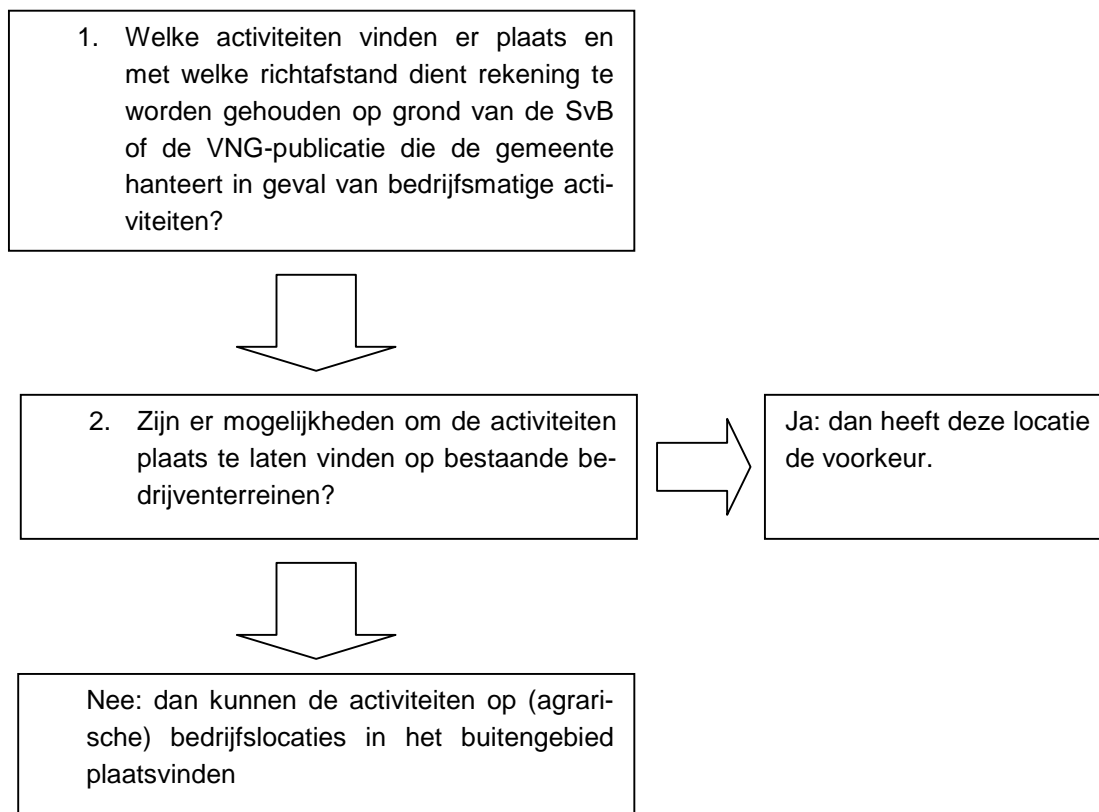 1. Welke activiteiten vinden er plaats en
met welke richtafstand dient rekening te
worden gehouden op grond van de SvB
of de VNG-publicatie die de gemeente
hanteert in geval van bedrijfsmatige acti-
viteiten?
2. Zijn er mogelijkheden om de activiteiten
plaats te laten vinden op bestaande be-
drijventerreinen?
Ja: dan heeft deze locatie
de voorkeur.
Nee: dan kunnen de activiteiten op (agrari-
sche) bedrijfslocaties in het buitengebied
plaatsvinden